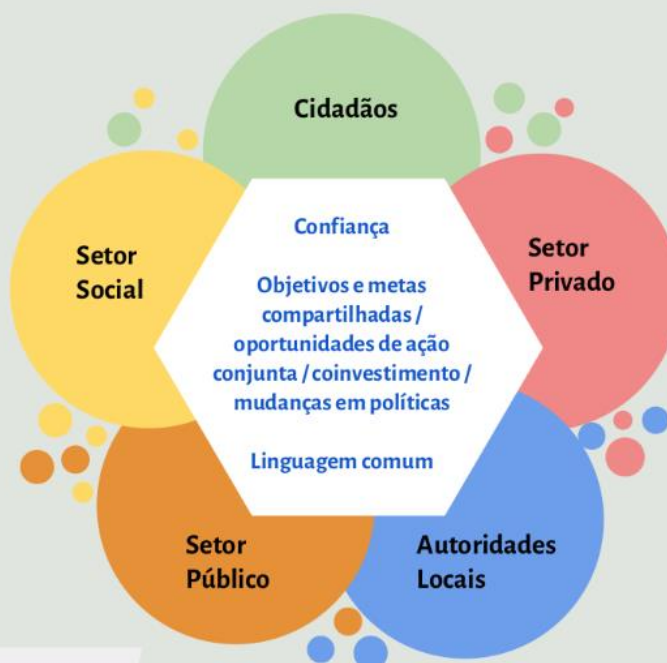 Cidadãos
Setor
Social
Setor
Privado
Confiança
Objetivos e metas
compartilhadas /
oportunidades de ação
conjunta / coinvestimento /
mudanças em políticas
Linguagem comum
Setor
Público
Autoridades
Locais